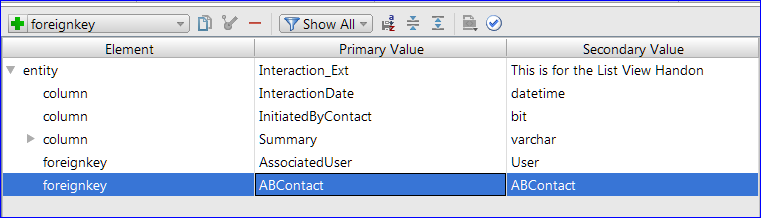 foreignkey Show All a z
Element Primary Value Secondary Value
entity Interaction_Ext This is for the List View Handon
column InteractionDate datetime
column InitiatedByContact bit
column Summary varchar
foreignkey AssociatedUser User
foreignkey ABContact ABContact